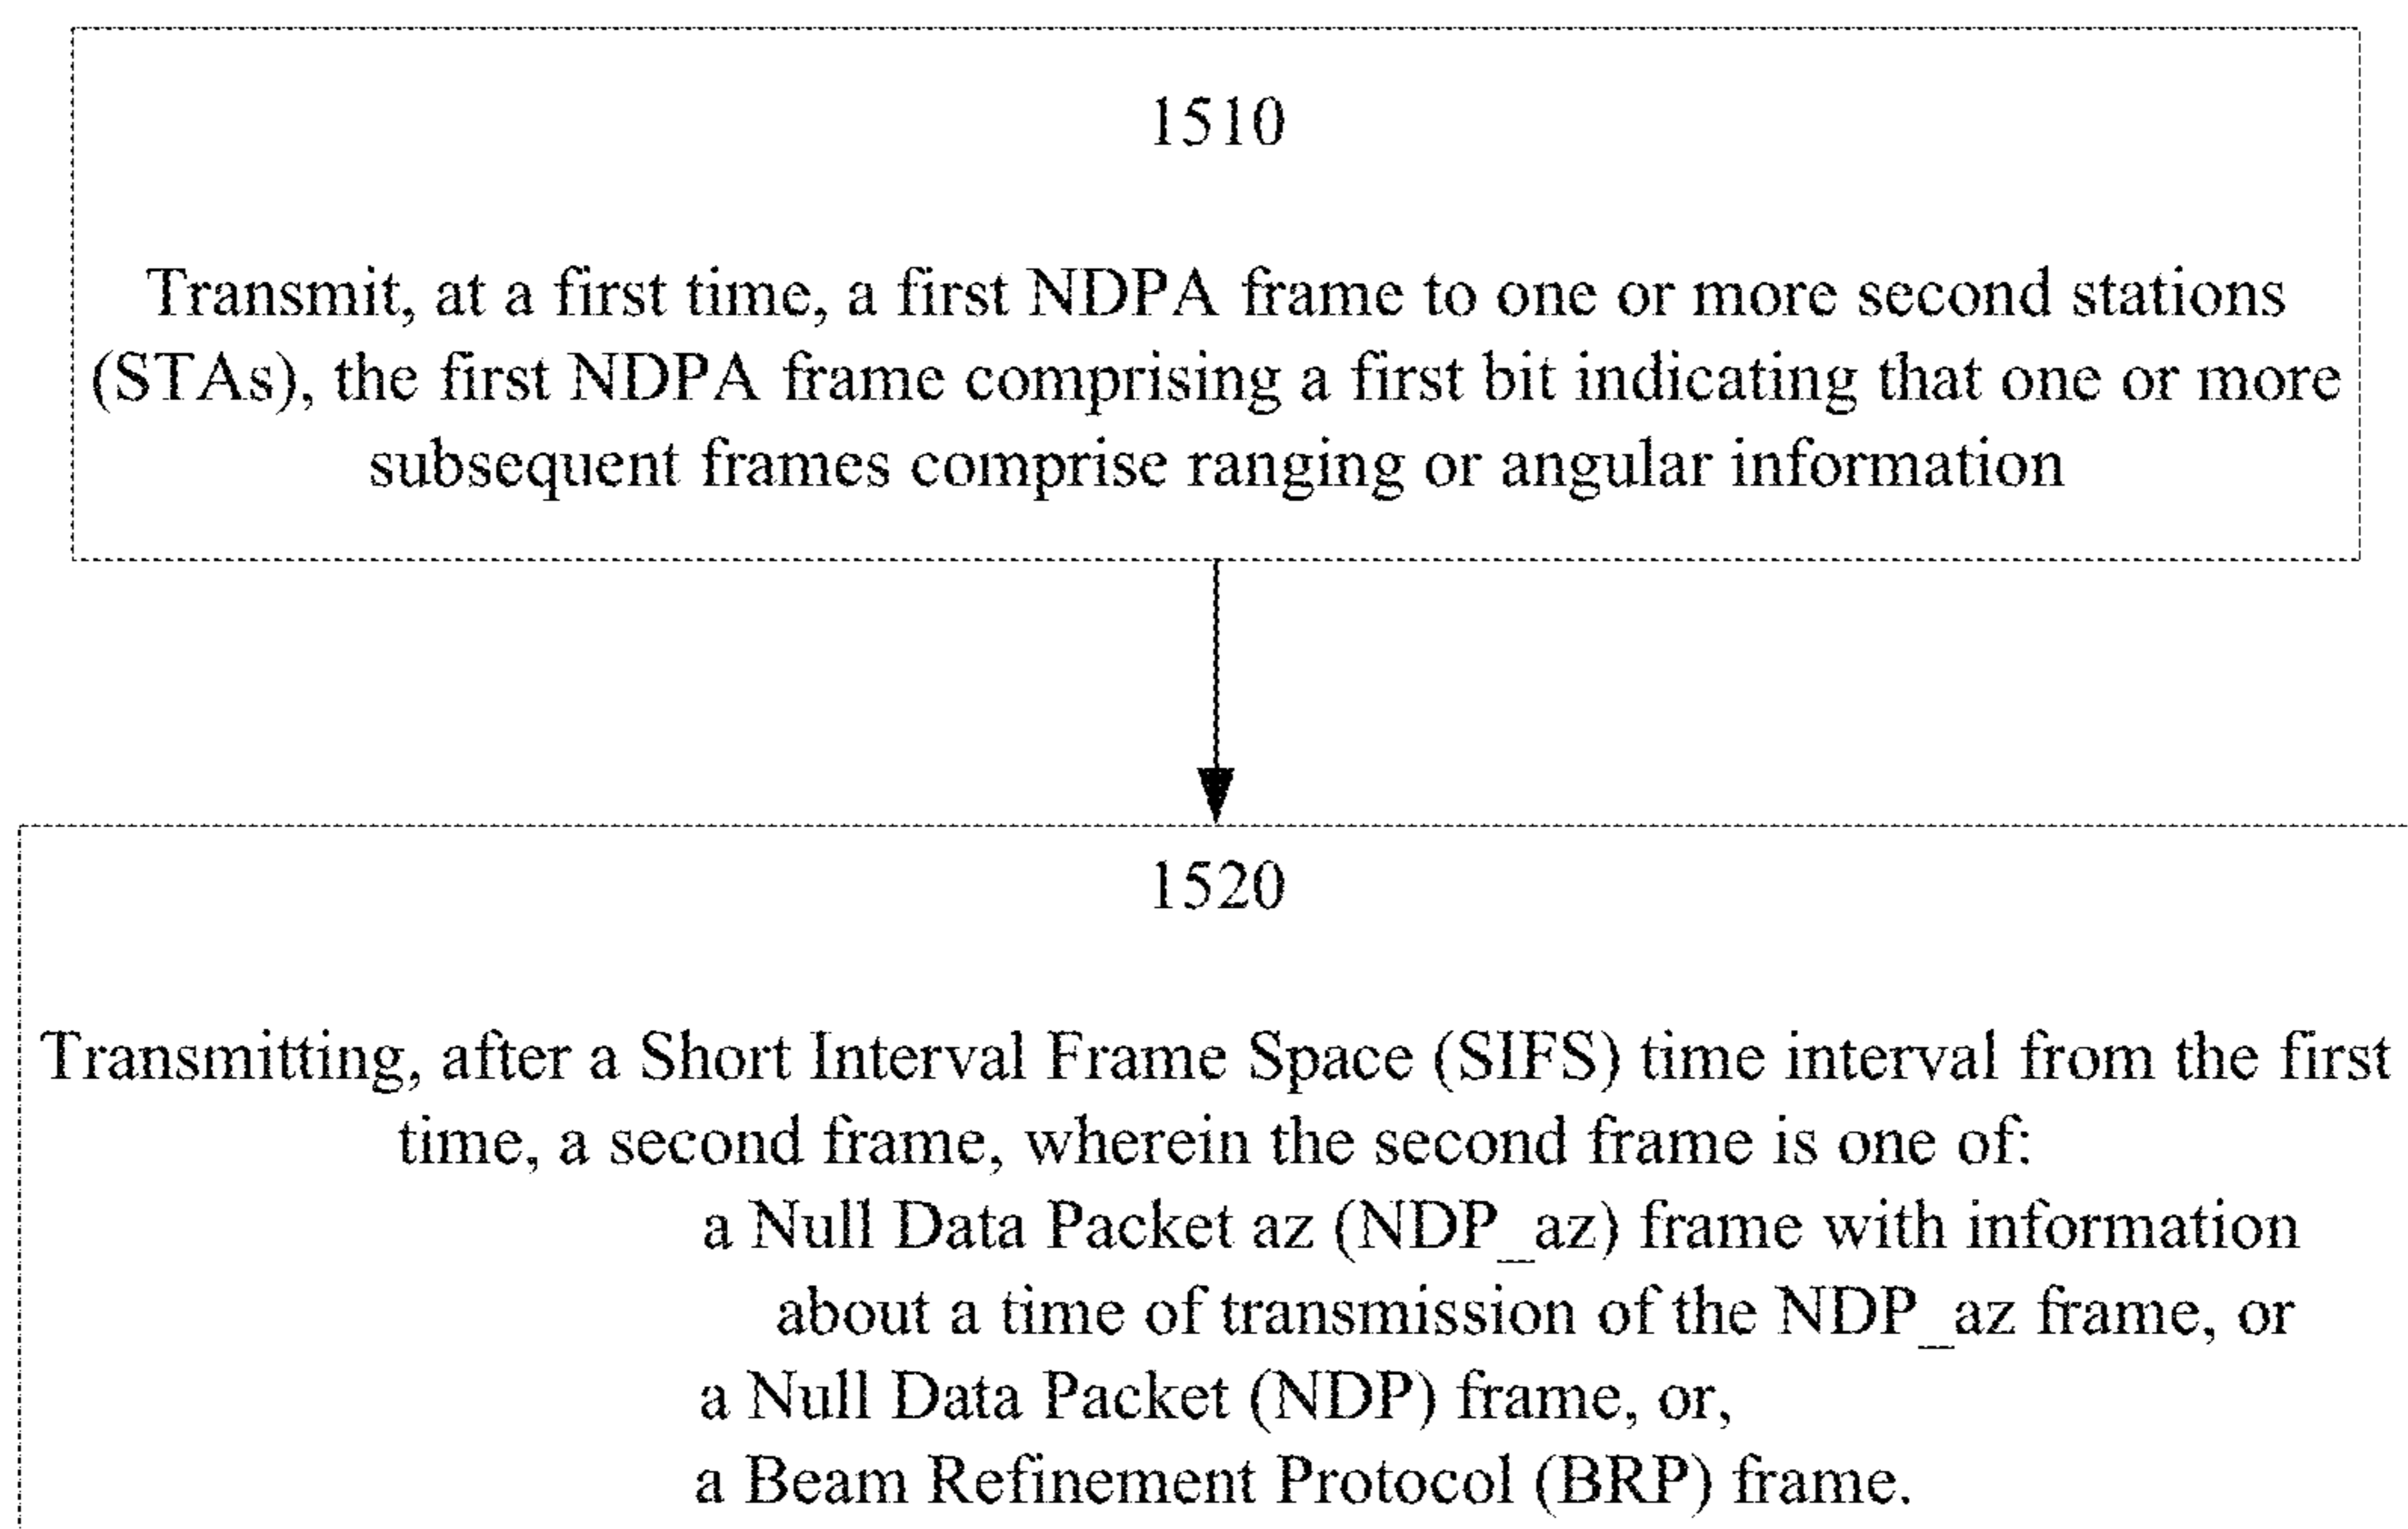 1510
Transmit, at a first time, a first NDPA frame to one or more second stations
(STAs), the first NDPA frame comprising a first bit indicating that one or more
subsequent frames comprise ranging or angular information
1520
Transmitting, after a Short Interval Frame Space (SIFS) time interval from the first
time, a second frame, wherein the second frame is one of:
a Null Data Packet az (NDP_az) frame with information
about a time of transmission of the NDP_az frame, or
a Null Data Packet (NDP) frame, or,
a Beam Refinement Protocol (BRP) frame.